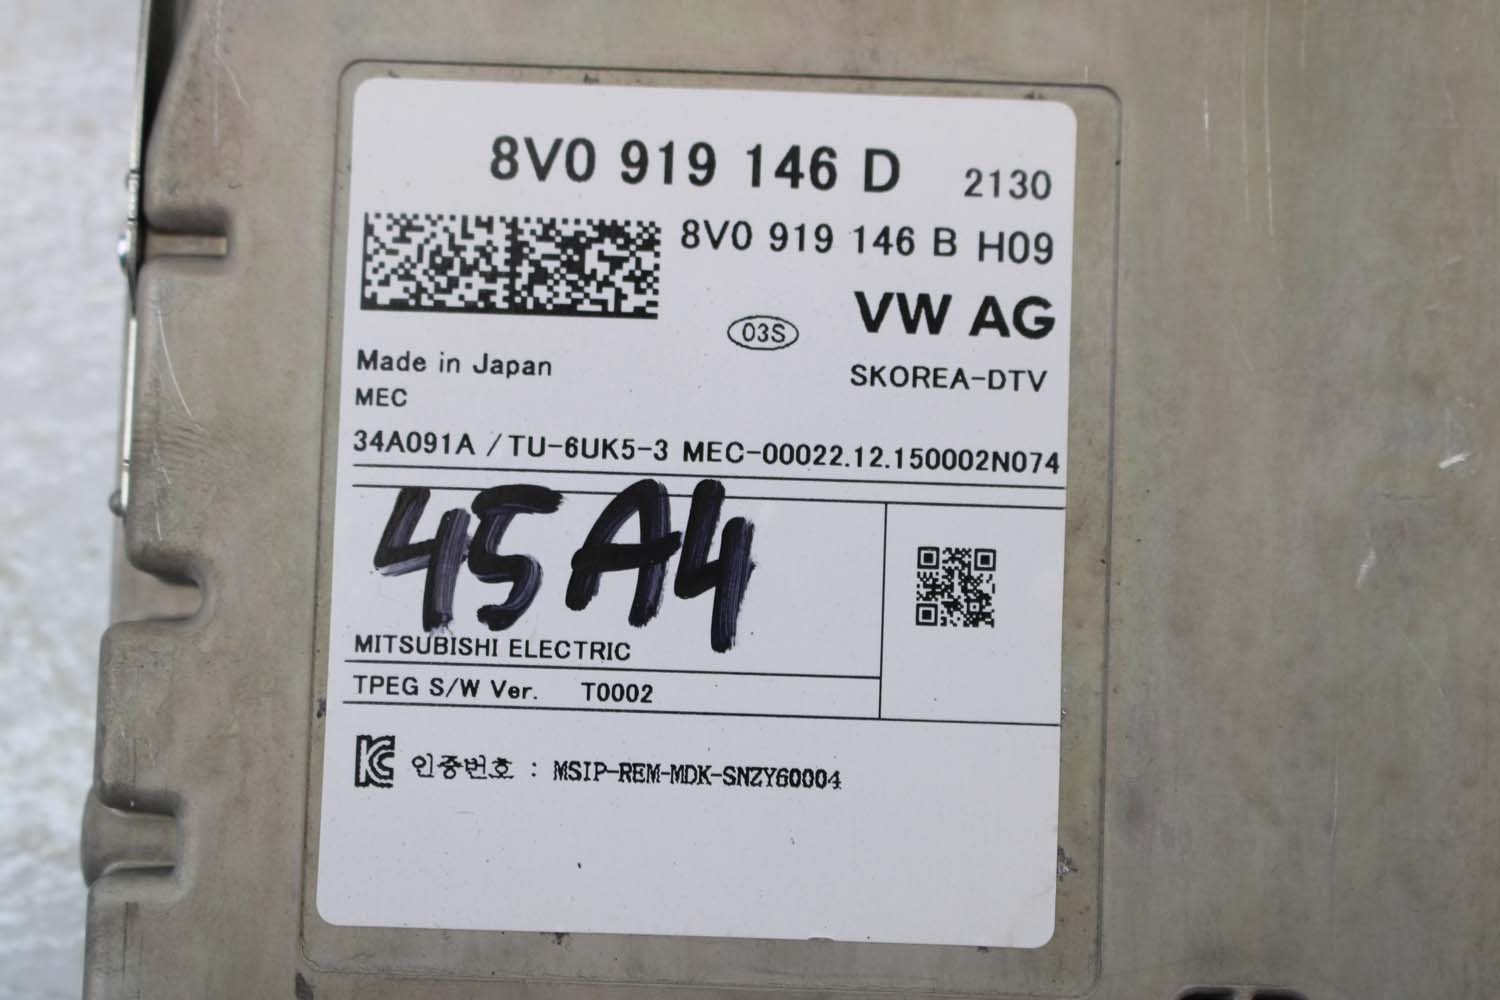 8V0 919 146 D 2130
8V0 919 146 B H09
03S
VW AG
Made in Japan
SKOREA-DTV
MEC
34A091A /TU-6UK5-3 MEC-00022.12.150002N074
45A4
MITSUBISHI ELECTRIC
TPEG S/W Ver. T0002
KC 인증번호 : MSIP-REM-MDK-SNZY60004